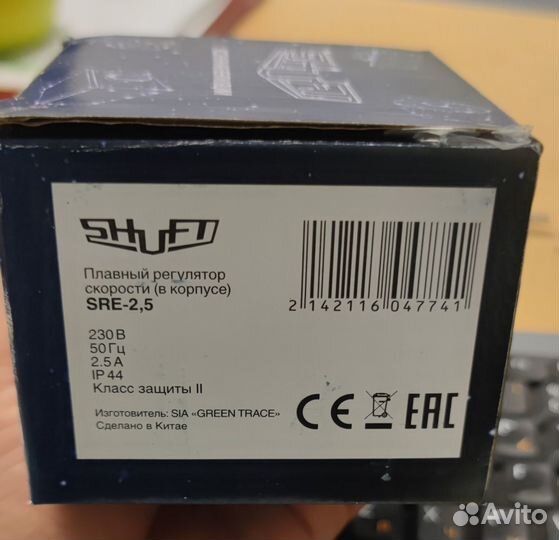 SHUFT
Плавный регулятор
скорости (в корпусе)
SRE-2,5
230 В
50 Гц
2.5 А
IP 44
Класс защиты II
Изготовитель: SIA «GREEN TRACE»
Сделано в Китае
2 142116 047741
CE EAC
Avito